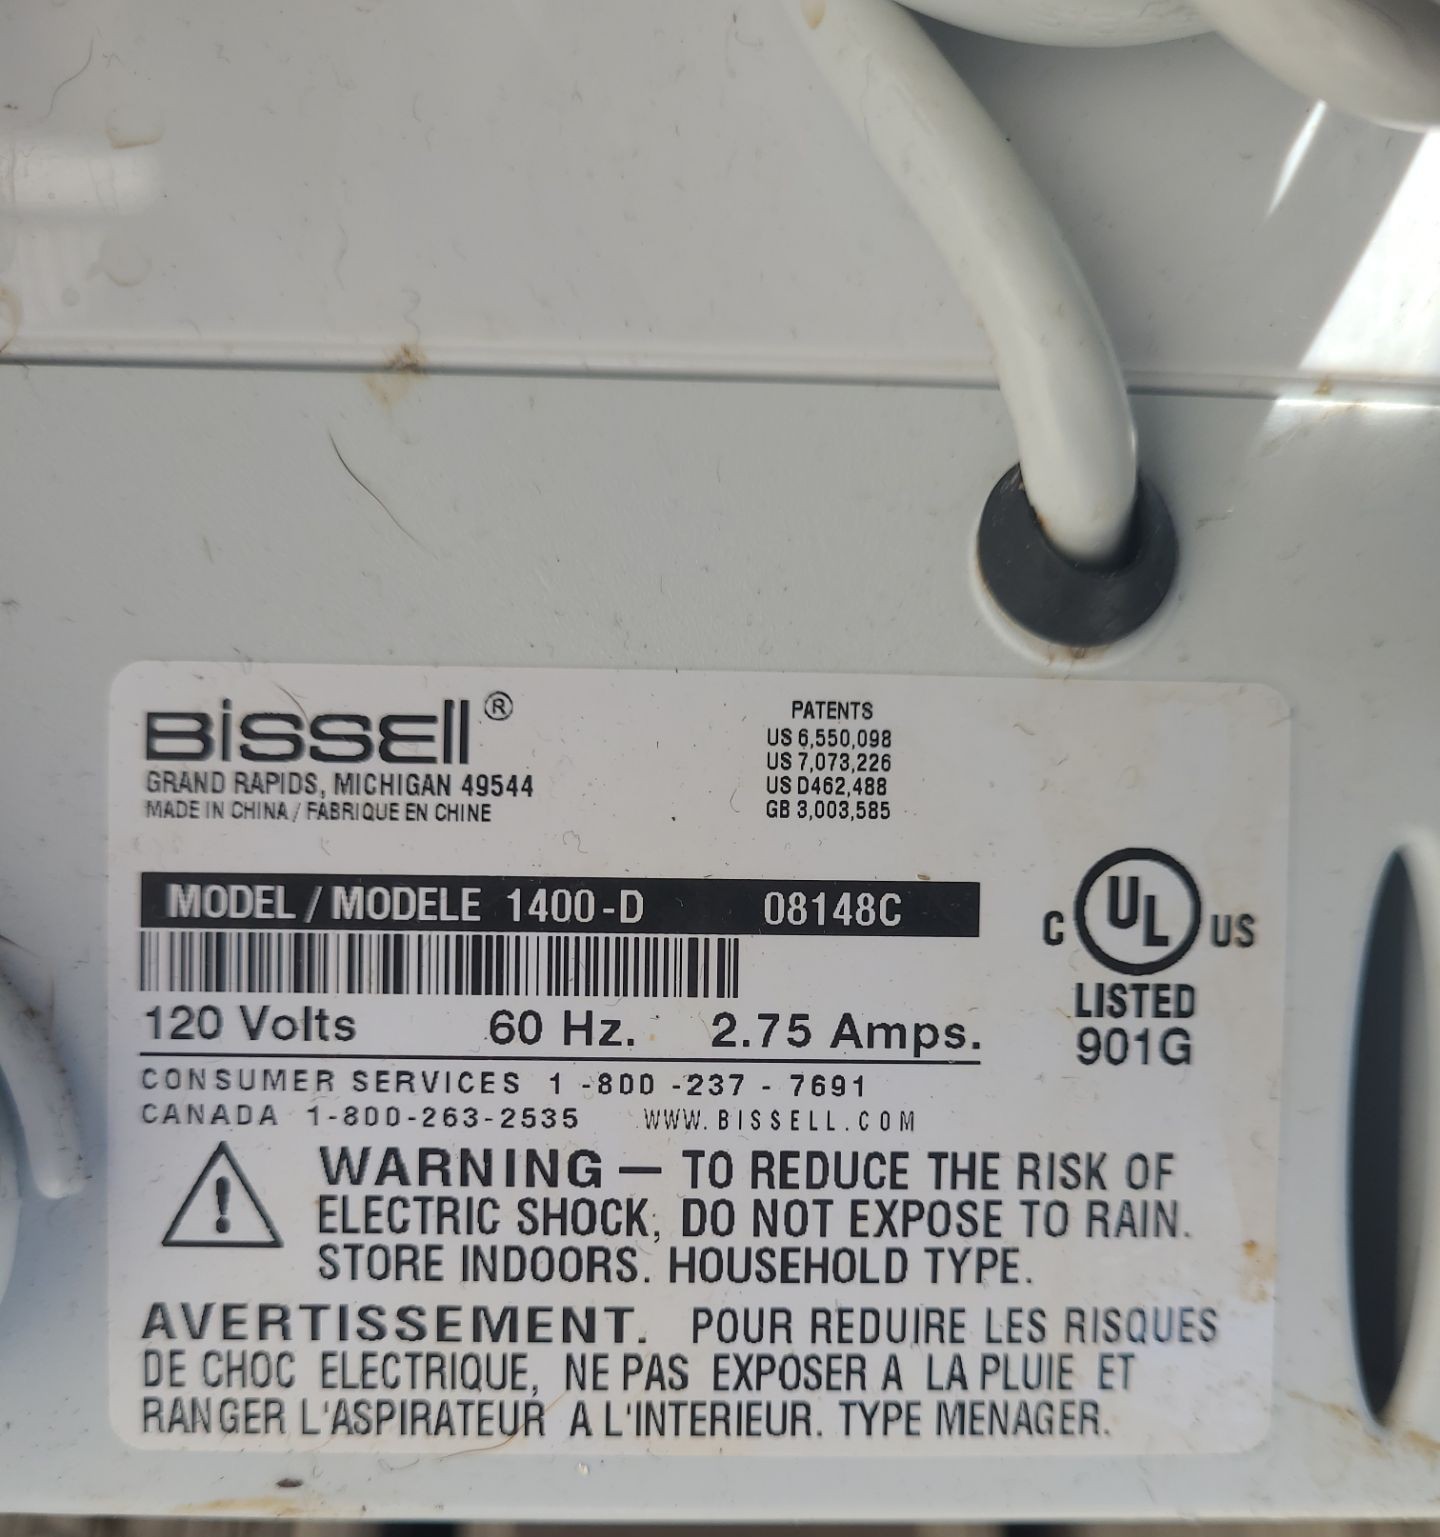 BISSELL®
GRAND RAPIDS, MICHIGAN 49544
MADE IN CHINA / FABRIQUE EN CHINE
PATENTS
US 6,550,098
US 7,073,226
US D462,488
GB 3,003,585
MODEL / MODELE 1400-D 08148C
120 Volts 60 Hz. 2.75 Amps.
C UL US
LISTED
901G
CONSUMER SERVICES 1 -800 -237 - 7691
CANADA 1-800-263-2535 WWW.BISSELL.COM
WARNING — TO REDUCE THE RISK OF
ELECTRIC SHOCK, DO NOT EXPOSE TO RAIN.
STORE INDOORS. HOUSEHOLD TYPE.
AVERTISSEMENT. POUR REDUIRE LES RISQUES
DE CHOC ELECTRIQUE, NE PAS EXPOSER A LA PLUIE ET
RANGER L'ASPIRATEUR A L'INTERIEUR. TYPE MENAGER.